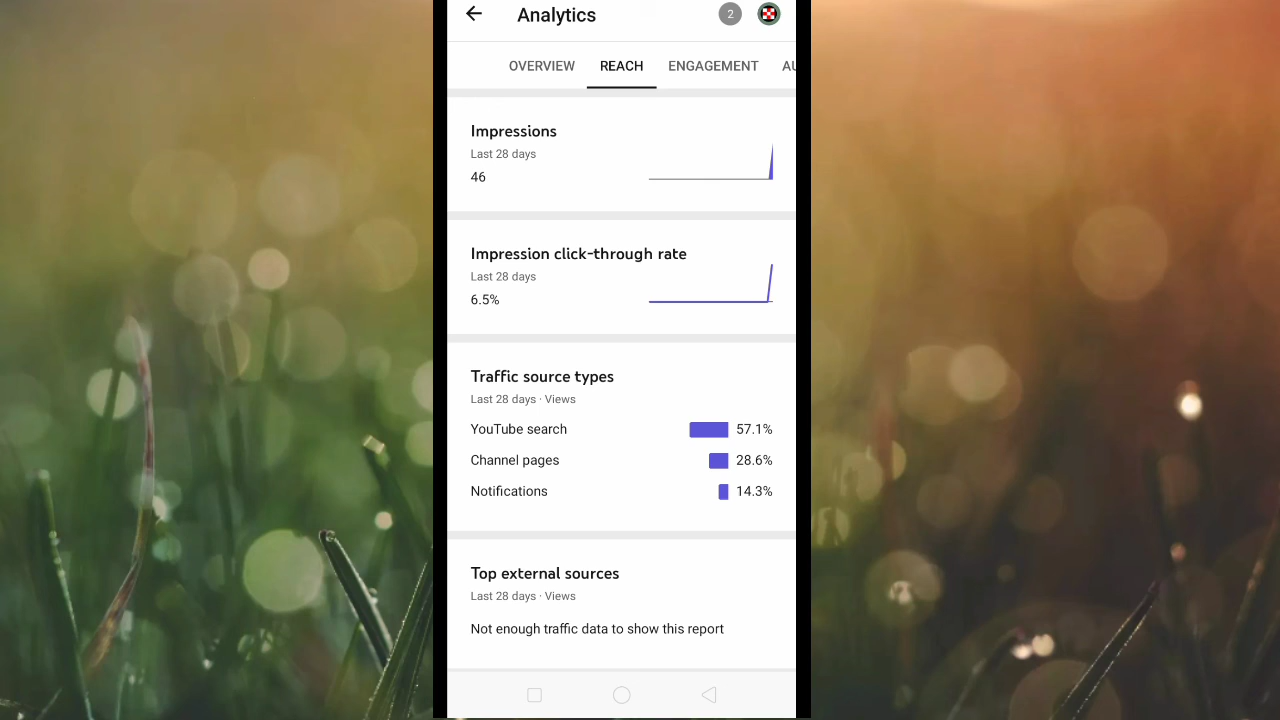 Analytics
2
OVERVIEW REACH ENGAGEMENT AU
Impressions
Last 28 days
46
Impression click-through rate
Last 28 days
6.5%
Traffic source types
Last 28 days · Views
YouTube search 57.1%
Channel pages 28.6%
Notifications 14.3%
Top external sources
Last 28 days · Views
Not enough traffic data to show this report